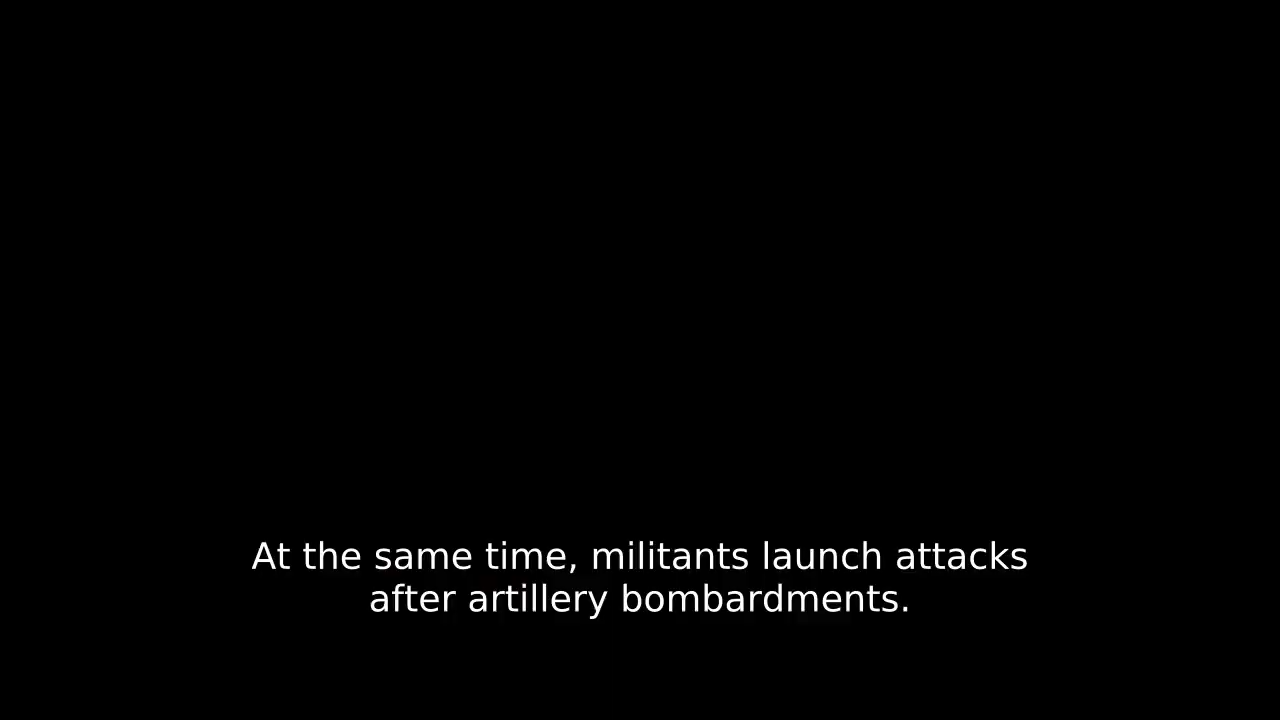 At the same time, militants launch attacks
after artillery bombardments.